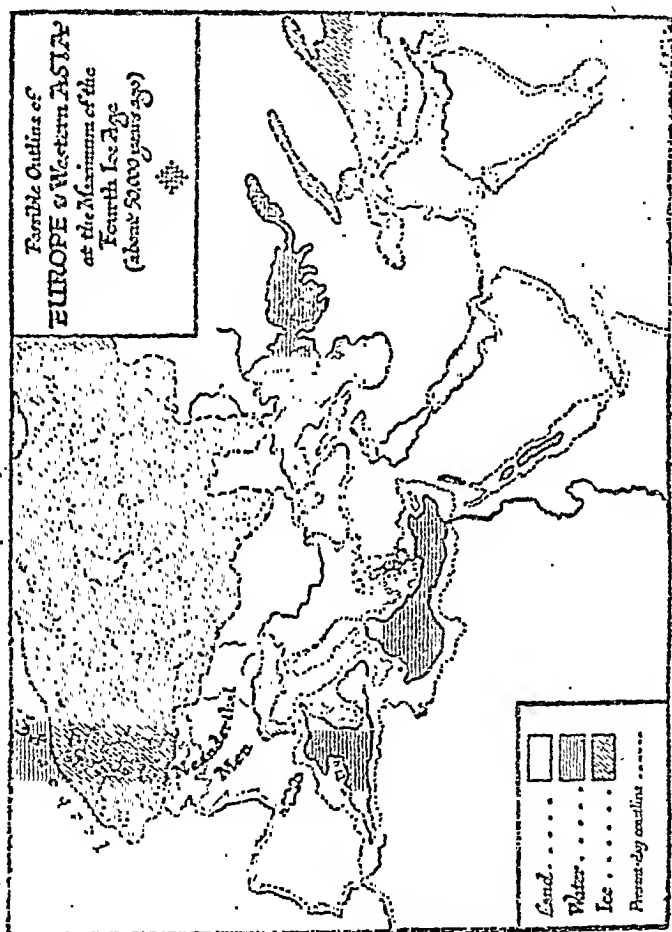 Possible Outline of
EUROPE & Western ASIA
at the Maximum of the
Fourth Ice Age
(about 50,000 years ago)
Neanderthal
Men
Land . . . . . .
Water . . . . .
Ice . . . . . . .
Present-day coastline ------